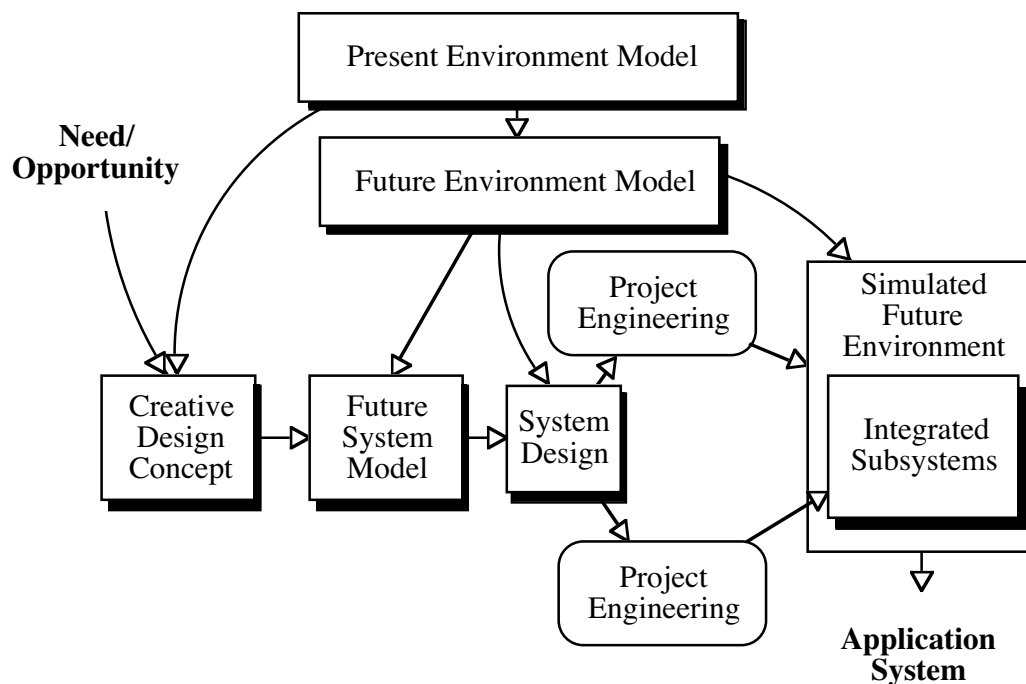 Present Environment Model
Need/
Opportunity
Future Environment Model
Project
Engineering
Simulated
Future
Environment
Creative
Design
Concept
Future
System
Model
System
Design
Integrated
Subsystems
Project
Engineering
Application
System